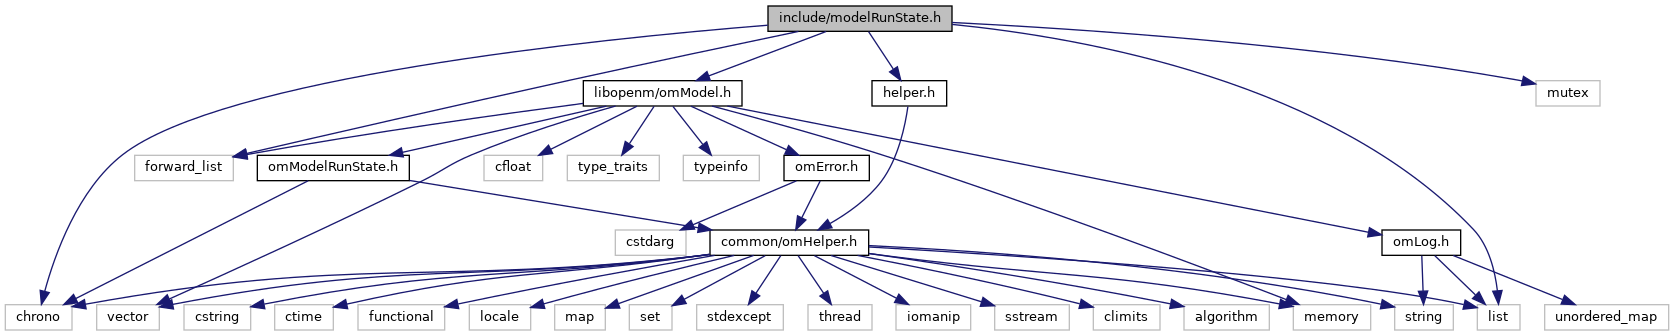 include/modelRunState.h
libopenm/omModel.h
helper.h
mutex
forward_list
omModelRunState.h
cfloat
type_traits
typeinfo
omError.h
cstdarg
common/omHelper.h
omLog.h
chrono
vector
cstring
ctime
functional
locale
map
set
stdexcept
thread
iomanip
sstream
climits
algorithm
memory
string
list
unordered_map